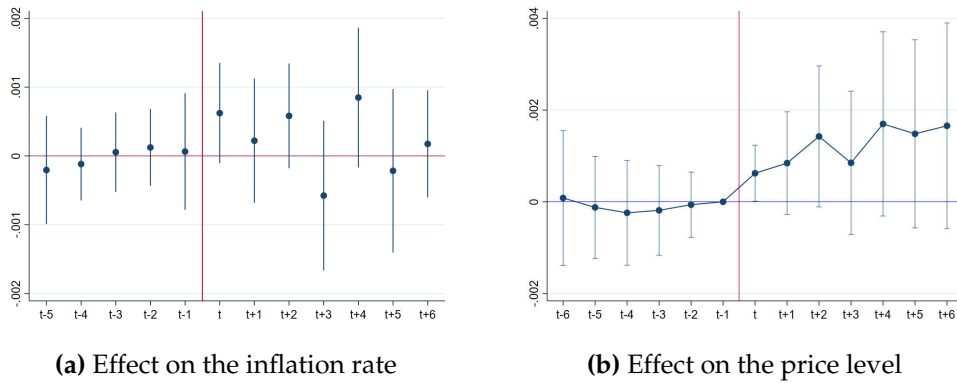 .002
.001
0
-.001
-.002
t-5 t-4 t-3 t-2 t-1 t t+1 t+2 t+3 t+4 t+5 t+6
(a) Effect on the inflation rate
.004
.002
0
-.002
t-6 t-5 t-4 t-3 t-2 t-1 t t+1 t+2 t+3 t+4 t+5 t+6
(b) Effect on the price level